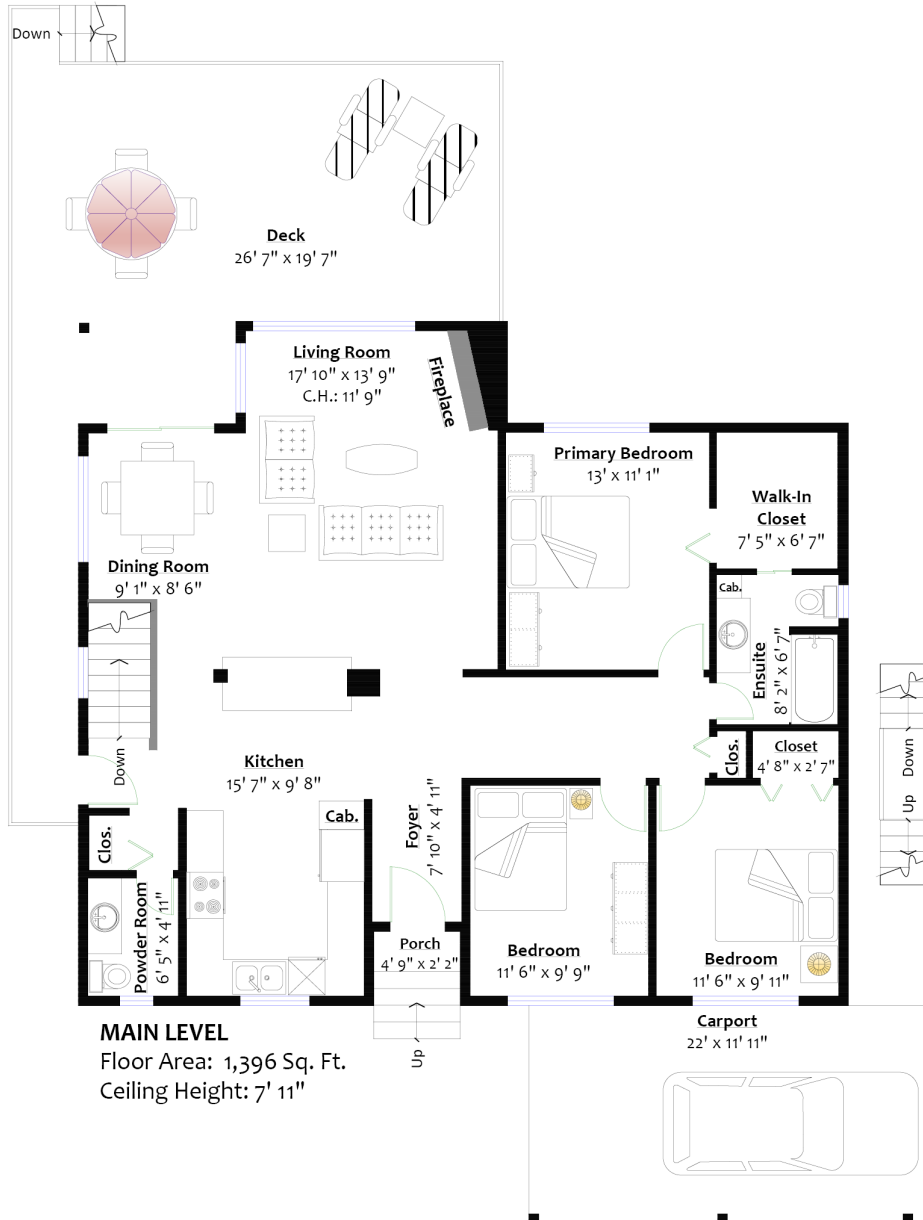 Down
Deck
26' 7" x 19' 7"
Living Room
17' 10" x 13' 9"
C.H.: 11' 9"
Fireplace
Primary Bedroom
13' x 11' 1"
Walk-In
Closet
7' 5" x 6' 7"
Dining Room
9' 1" x 8' 6"
Cab.
Ensuite
8' 2" x 6' 7"
Down
Kitchen
15' 7" x 9' 8"
Clos.
Closet
4' 8" x 2' 7"
Down
Up
Cab.
Foyer
7' 10" x 4' 11"
Clos.
Powder Room
6' 5" x 4' 11"
Porch
4' 9" x 2' 2"
Bedroom
11' 6" x 9' 9"
Bedroom
11' 6" x 9' 11"
Up
Carport
22' x 11' 11"
MAIN LEVEL
Floor Area: 1,396 Sq. Ft.
Ceiling Height: 7' 11"